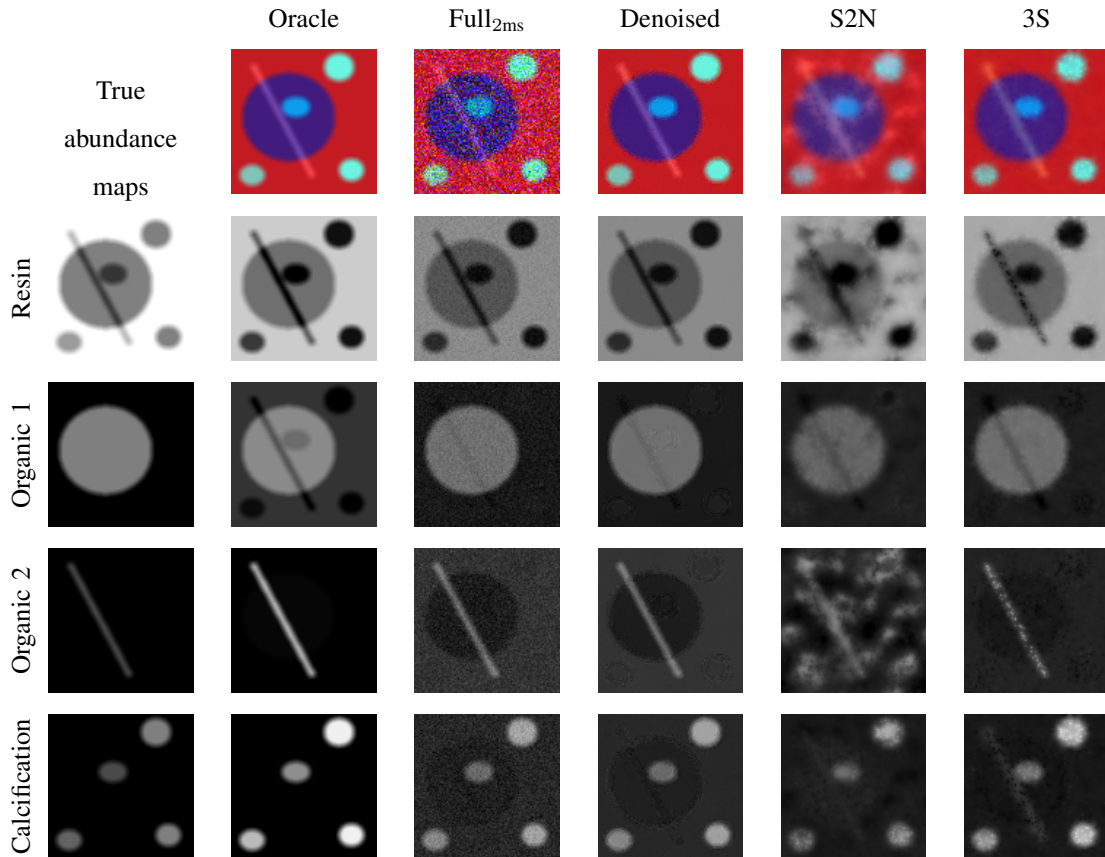 Oracle Full2ms Denoised S2N 3S
True
abundance
maps
Resin
Organic 1
Organic 2
Calcification